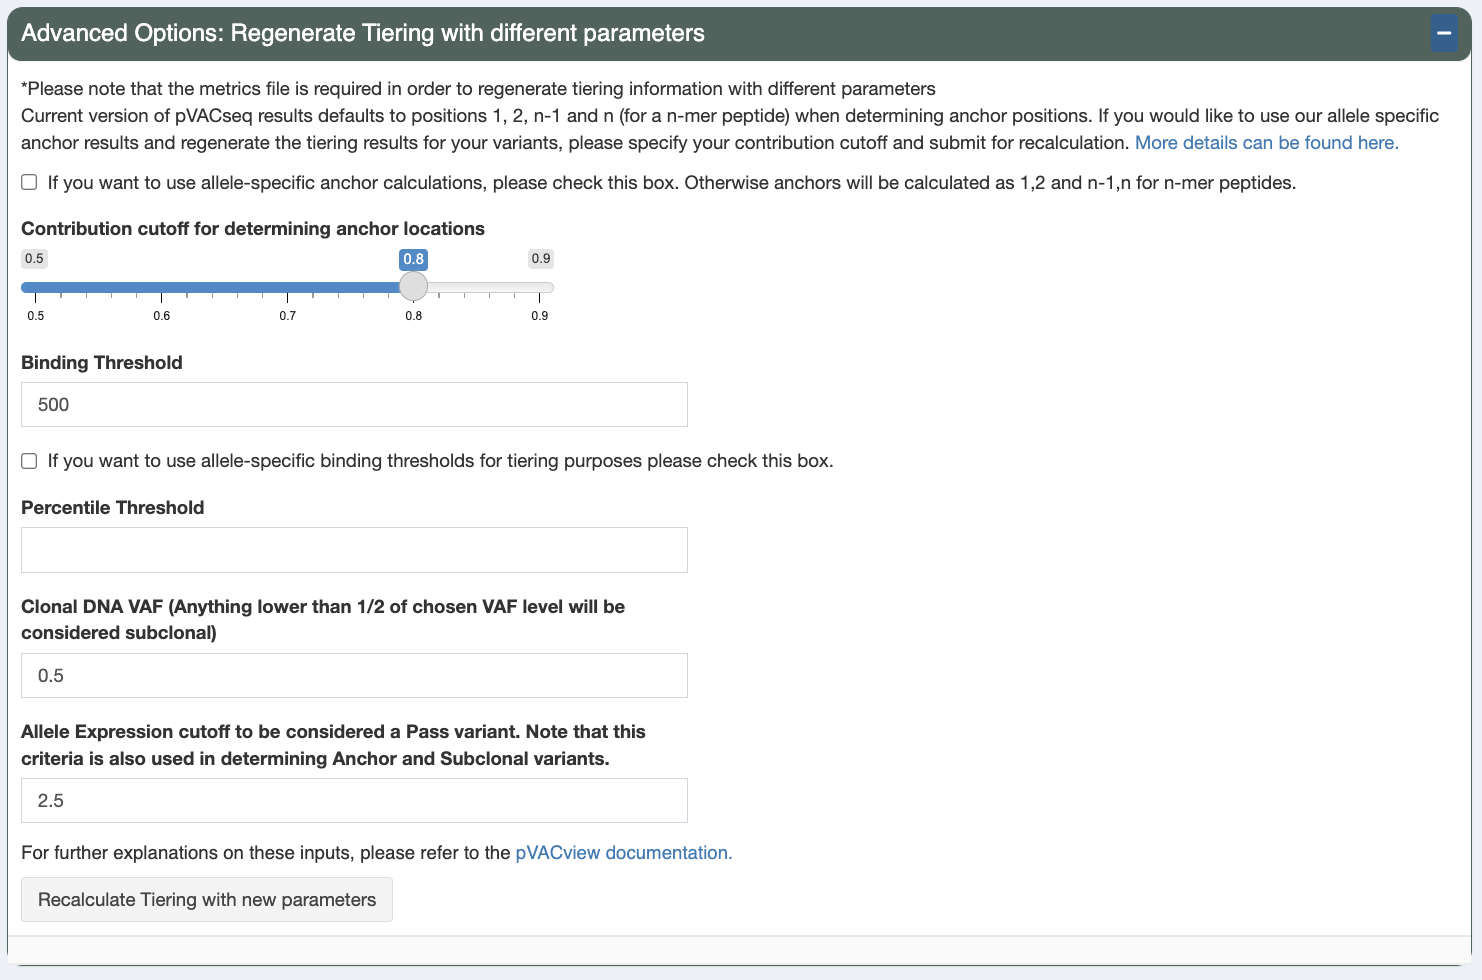 Advanced Options: Regenerate Tiering with different parameters
*Please note that the metrics file is required in order to regenerate tiering information with different parameters
Current version of pVACseq results defaults to positions 1, 2, n-1 and n (for a n-mer peptide) when determining anchor positions. If you would like to use our allele specific
anchor results and regenerate the tiering results for your variants, please specify your contribution cutoff and submit for recalculation. More details can be found here.
If you want to use allele-specific anchor calculations, please check this box. Otherwise anchors will be calculated as 1,2 and n-1,n for n-mer peptides.
Contribution cutoff for determining anchor locations
0.5 0.8 0.9
0.5 0.6 0.7 0.8 0.9
Binding Threshold
500
If you want to use allele-specific binding thresholds for tiering purposes please check this box.
Percentile Threshold
Clonal DNA VAF (Anything lower than 1/2 of chosen VAF level will be
considered subclonal)
0.5
Allele Expression cutoff to be considered a Pass variant. Note that this
criteria is also used in determining Anchor and Subclonal variants.
2.5
For further explanations on these inputs, please refer to the pVACview documentation.
Recalculate Tiering with new parameters